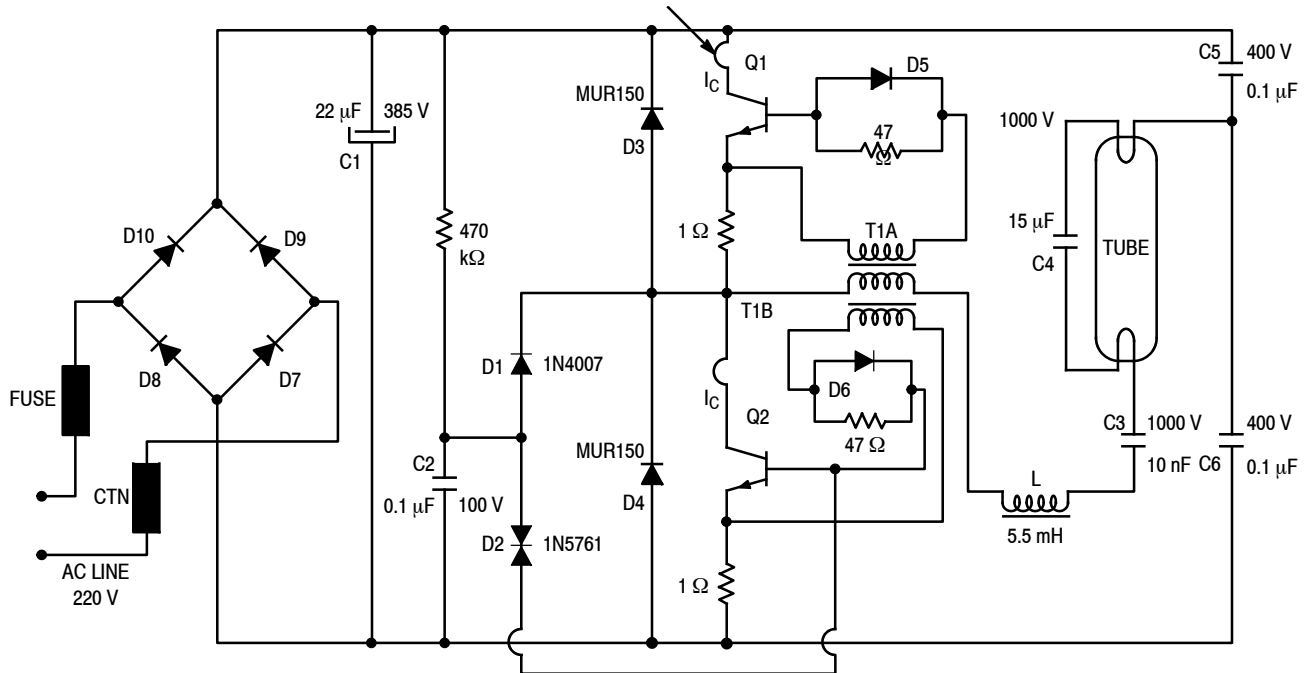 C5
400 V
0.1 µF
Q1
I_C
D5
MUR150
D3
47
Ω
22 µF
385 V
C1
1000 V
D10
D9
470
kΩ
1 Ω
T1A
15 µF
C4
TUBE
T1B
D8
D7
D1
1N4007
D6
FUSE
I_C
Q2
47 Ω
C3
1000 V
10 nF
400 V
C6
0.1 µF
MUR150
D4
C2
0.1 µF
100 V
CTN
L
5.5 mH
D2
1N5761
AC LINE
220 V
1 Ω